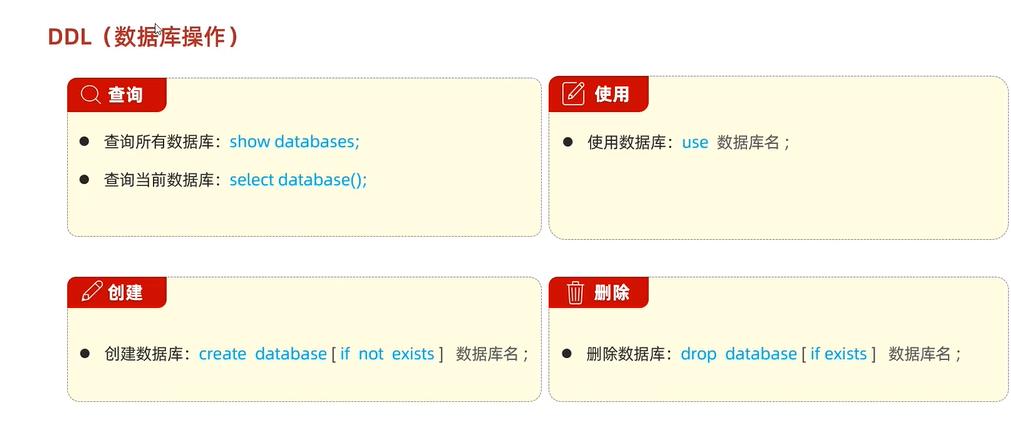 DDL（数据库操作）
查询
查询所有数据库：show databases;
查询当前数据库：select database();
使用
使用数据库：use 数据库名 ;
创建
创建数据库：create database [ if not exists ] 数据库名 ;
删除
删除数据库：drop database [ if exists ] 数据库名 ;